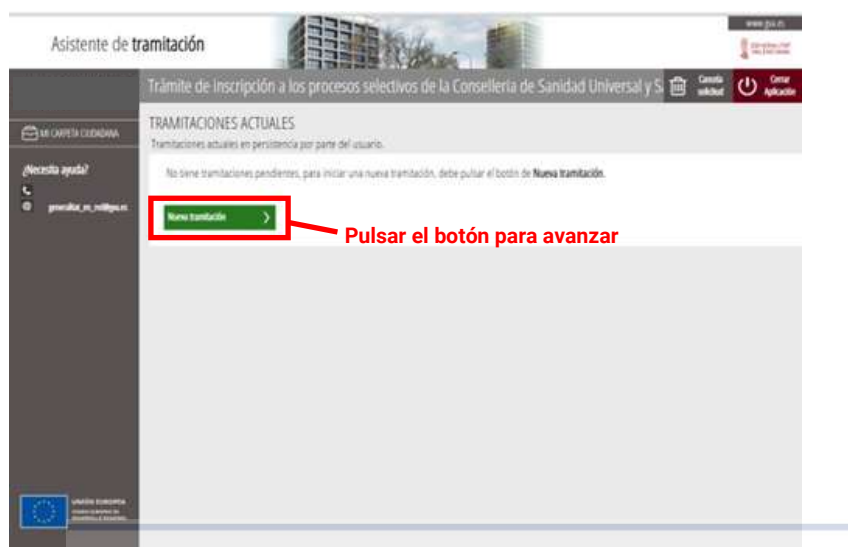 Asistente de tramitación
www.gva.es
GENERALITAT VALENCIANA
Trámite de inscripción a los procesos selectivos de la Conselleria de Sanidad Universal y S
Cancela solicitud
Cerrar Aplicación
MI CARPETA CIUDADANA
¿Necesita ayuda?
TRAMITACIONES ACTUALES
Tramitaciones actuales en persistencia por parte del usuario.
No tiene tramitaciones pendientes, para iniciar una nueva tramitación, debe pulsar el botón de Nueva tramitación.
Nueva tramitación
Pulsar el botón para avanzar
UNIÓN EUROPEA